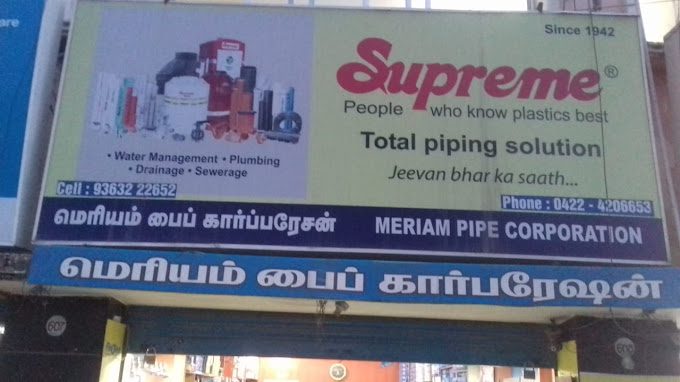 Since 1942
Supreme®
People who know plastics best
Total piping solution
Jeevan bhar ka saath...
• Water Management • Plumbing
• Drainage • Sewerage
Cell : 93632 22652
Phone : 0422 - 4206653
மெரியம் பைப் கார்ப்பரேசன் MERIAM PIPE CORPORATION
மெரியம் பைப் கார்பரேஷன்
607